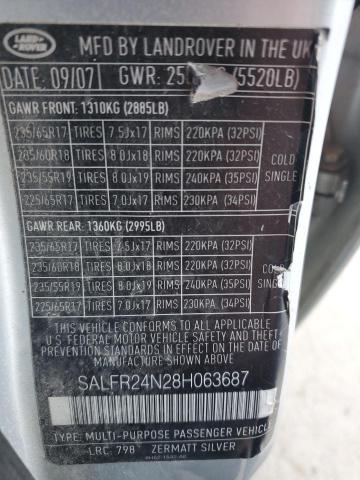 LAND ROVER
MFD BY LANDROVER IN THE UK
DATE 09/07 GWR: 25 (5520LB)
GAWR FRONT: 1310KG (2885LB)
235/65R17 TIRES 7.5Jx17 RIMS 220KPA (32PSI)
235/60R18 TIRES 8.0Jx18 RIMS 220KPA (32PSI) COLD
235/55R19 TIRES 8.0Jx19 RIMS 240KPA (35PSI) SINGLE
225/65R17 TIRES 7.0Jx17 RIMS 230KPA (34PSI)
GAWR REAR: 1360KG (2995LB)
235/65R17 TIRES 7.5Jx17 RIMS 220KPA (32PSI)
235/60R18 TIRES 8.0Jx18 RIMS 220KPA (32PSI) COLD
235/55R19 TIRES 8.0Jx19 RIMS 240KPA (35PSI) SINGLE
225/65R17 TIRES 7.0Jx17 RIMS 230KPA (34PSI)
THIS VEHICLE CONFORMS TO ALL APPLICABLE
U.S. FEDERAL MOTOR VEHICLE SAFETY
STANDARDS IN EFFECT ON THE DATE OF
MANUFACTURE SHOWN ABOVE
SALFR24N28H063687
TYPE: MULTI-PURPOSE PASSENGER VEHICLE
LRC 798 ZERMATT SILVER